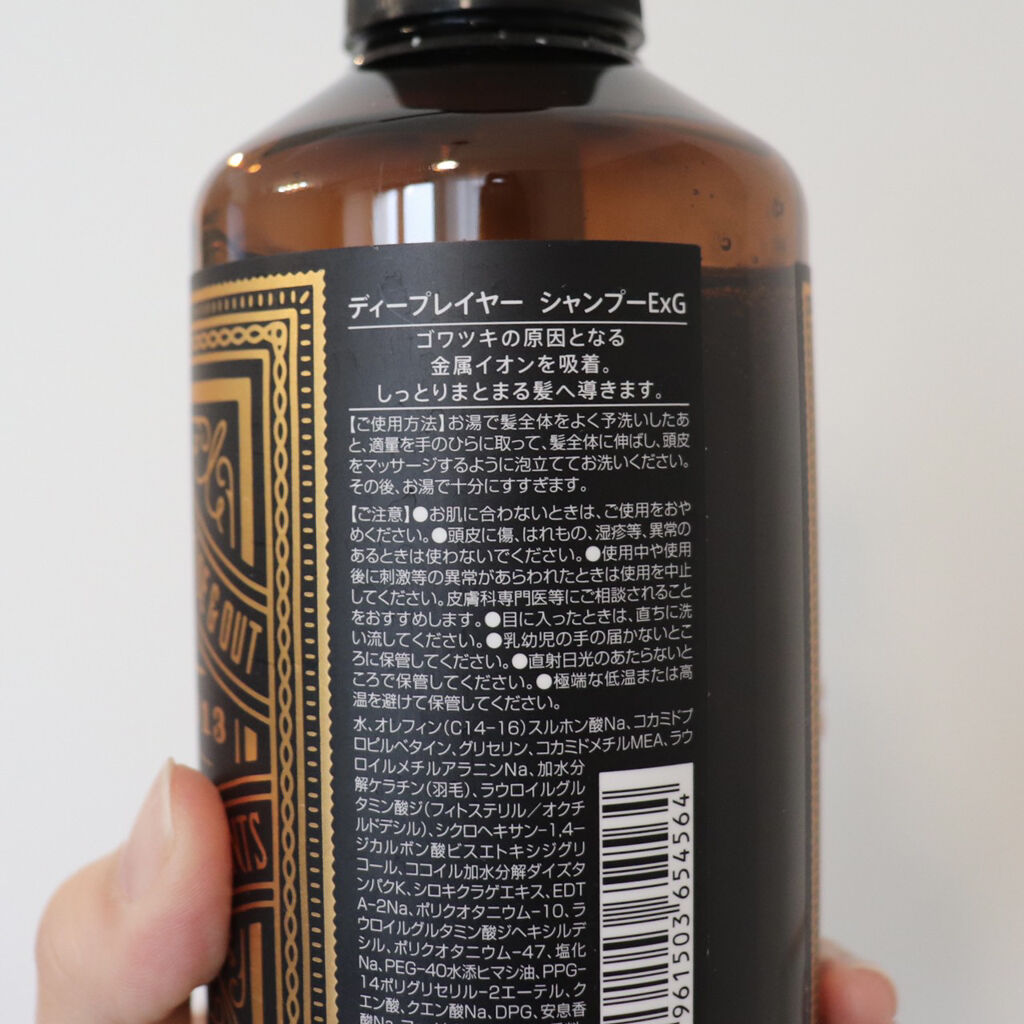 ディープレイヤー シャンプーExG
ゴワツキの原因となる
金属イオンを吸着。
しっとりまとまる髪へ導きます。
【ご使用方法】お湯で髪全体をよく予洗いしたあ
と、適量を手のひらに取って、髪全体に伸ばし、頭皮
をマッサージするように泡立ててお洗いください。
その後、お湯で十分にすすぎます。
【ご注意】●お肌に合わないときは、ご使用をおや
めください。●頭皮に傷、はれもの、湿疹等、異常の
あるときは使わないでください。●使用中や使用
後に刺激等の異常があらわれたときは使用を中止
してください。皮膚科専門医等にご相談されること
をおすすめします。●目に入ったときは、直ちに洗
い流してください。●乳幼児の手の届かないとこ
ろに保管してください。●直射日光のあたらないと
ころで保管してください。●極端な低温または高
温を避けて保管してください。
水、オレフィン(C14-16)スルホン酸Na、コカミドプ
ロピルベタイン、グリセリン、コカミドメチルMEA、ラウ
ロイルメチルアラニンNa、加水分
解ケラチン(羽毛)、ラウロイルグル
タミン酸ジ(フィトステリル/オクチ
ルドデシル)、シクロヘキサン-1,4-
ジカルボン酸ビスエトキシジグリ
コール、ココイル加水分解ダイズタ
ンパクK、シロキクラゲエキス、EDT
A-2Na、ポリクオタニウム-10、ラ
ウロイルグルタミン酸ジヘキシルデ
シル、ポリクオタニウム-47、塩化
Na、PEG-40水添ヒマシ油、PPG-
14ポリグリセリル-2エーテル、ク
エン酸、クエン酸Na、DPG、安息香
酸Na
961503 654564
& OUT
13